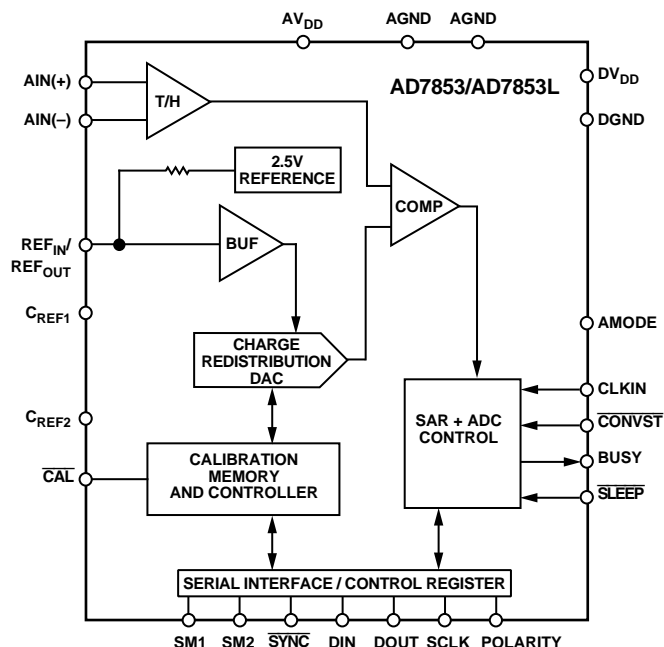 AVDD AGND AGND
AIN(+)
AIN(–)
T/H
AD7853/AD7853L
DVDD
DGND
2.5V
REFERENCE
COMP
BUF
REFIN/
REFOUT
CREF1
AMODE
CHARGE
REDISTRIBUTION
DAC
CLKIN
SAR + ADC
CONTROL
CONVST
CREF2
BUSY
CALIBRATION
MEMORY
AND CONTROLLER
CAL
SLEEP
SERIAL INTERFACE / CONTROL REGISTER
SM1 SM2 SYNC DIN DOUT SCLK POLARITY